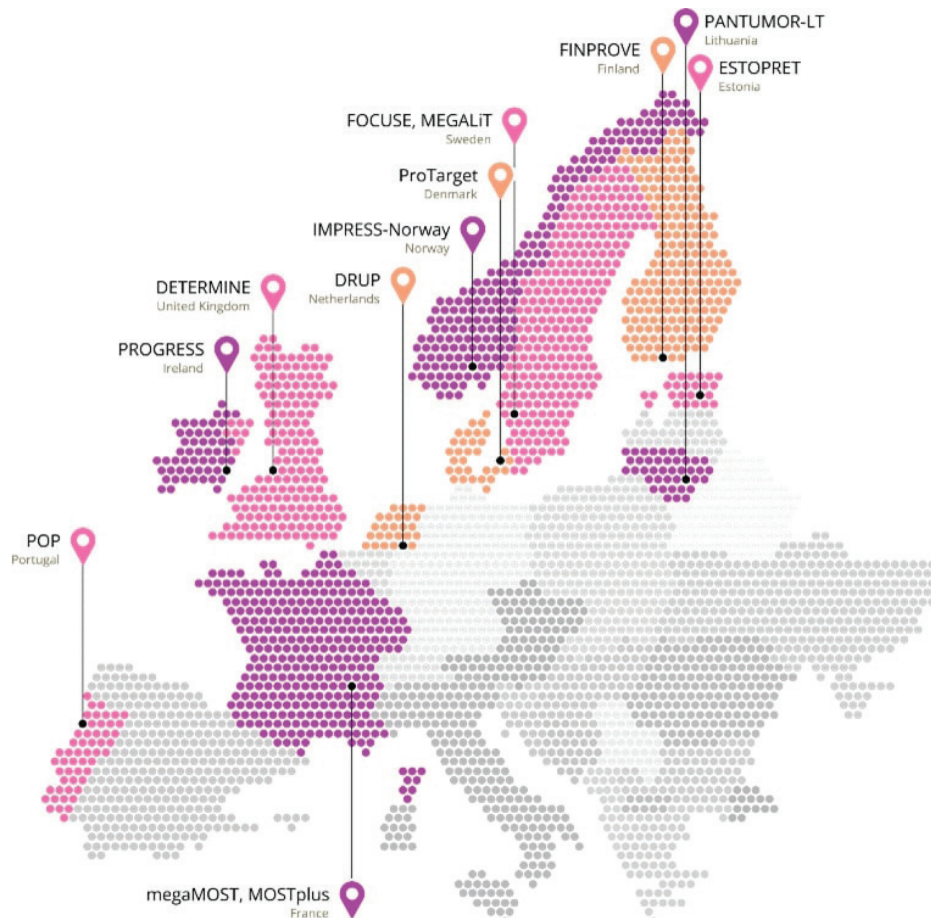 PANTUMOR-LT
Lithuania
FINPROVE
Finland
ESTOPRET
Estonia
FOCUSE, MEGALiT
Sweden
ProTarget
Denmark
IMPRESS-Norway
Norway
DRUP
Netherlands
DETERMINE
United Kingdom
PROGRESS
Ireland
POP
Portugal
megaMOST, MOSTplus
France